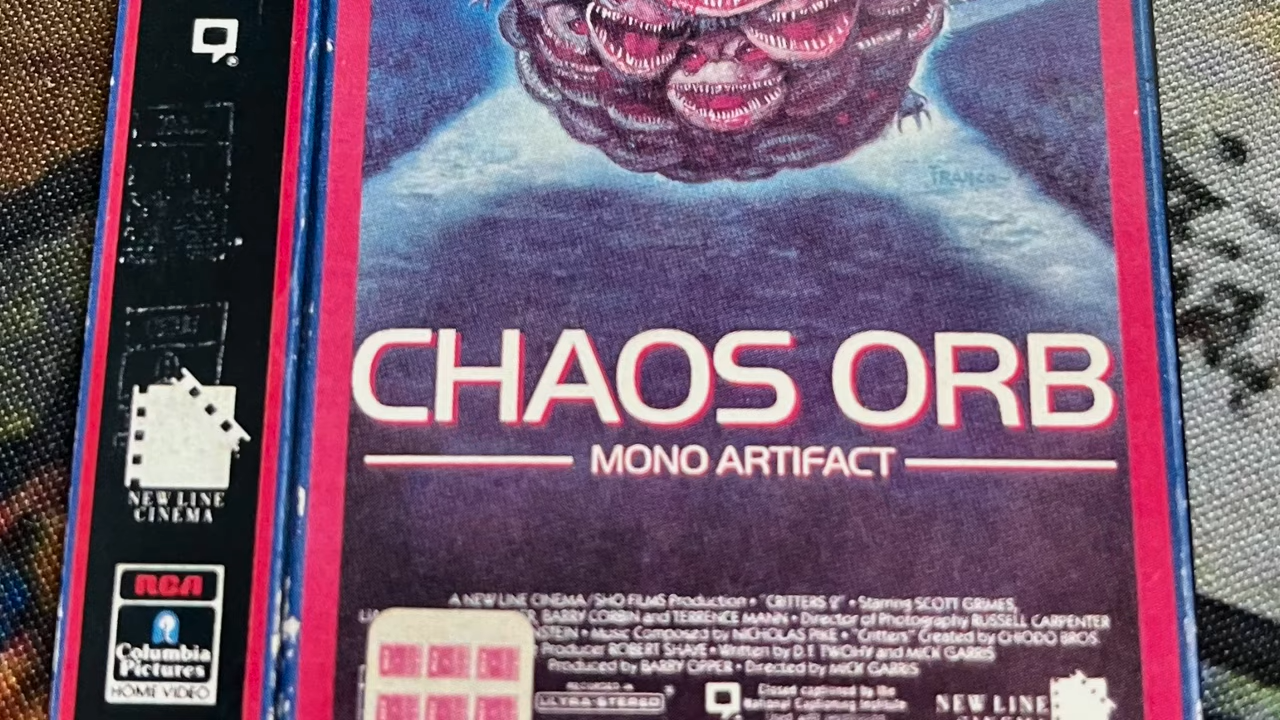 NEW LINE
CINEMA
RCA
Columbia
Pictures
HOME VIDEO
FRANCO
CHAOS ORB
MONO ARTIFACT
A NEW LINE CINEMA / SHO FILMS Production • "CRITTERS 2" • Starring SCOTT GRIMES,
BARRY CORBIN and TERRENCE MANN • Director of Photography RUSSELL CARPENTER
• Music Composed by NICHOLAS PIKE • "Critters" Created by CHIODO BROS.
Producer ROBERT SHAYE • Written by D.T. TWOHY and MICK GARRIS
Produced by BARRY OPPER • Directed by MICK GARRIS
RECORDED IN
ULTRA-STEREO
Closed captioned by the
National Captioning Institute
NEW LINE